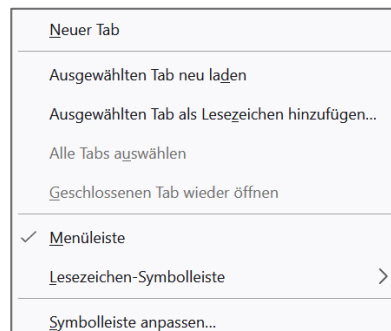 Neuer Tab
Ausgewählten Tab neu laden
Ausgewählten Tab als Lesezeichen hinzufügen...
Alle Tabs auswählen
Geschlossenen Tab wieder öffnen
Menüleiste
Lesezeichen-Symbolleiste
Symbolleiste anpassen...